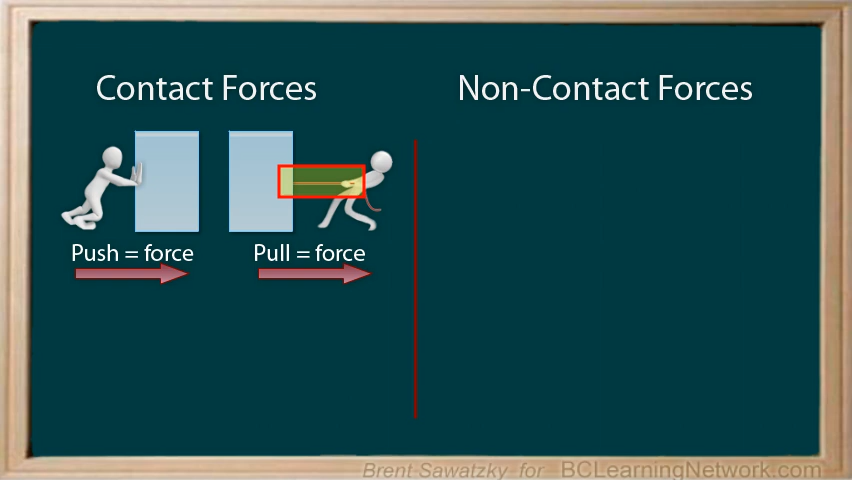 Contact Forces
Non-Contact Forces
Push = force
Pull = force
Brent Sawatzky for BCLearningNetwork.com